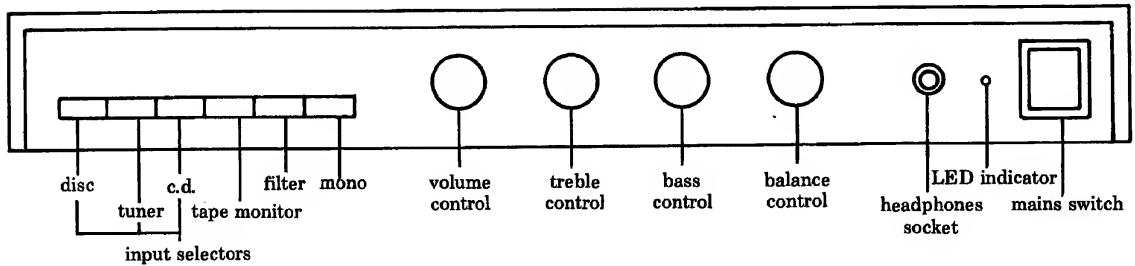 disc
tuner
c.d.
tape monitor
filter
mono
input selectors
volume
control
treble
control
bass
control
balance
control
headphones
socket
LED indicator
mains switch